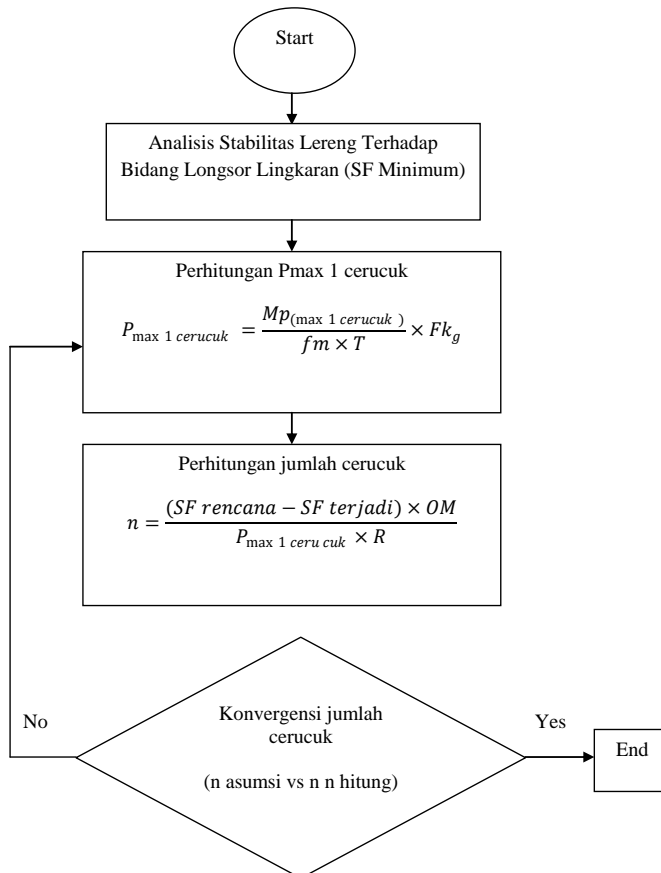 Start
Analisis Stabilitas Lereng Terhadap
Bidang Longsor Lingkaran (SF Minimum)
Perhitungan Pmax 1 cerucuk
P_max 1 cerucuk = Mp_(max 1 cerucuk ) / fm × T × Fk_g
Perhitungan jumlah cerucuk
n = (SF rencana − SF terjadi) × OM / P_max 1 ceru cuk × R
No
Konvergensi jumlah
cerucuk
(n asumsi vs n n hitung)
Yes
End